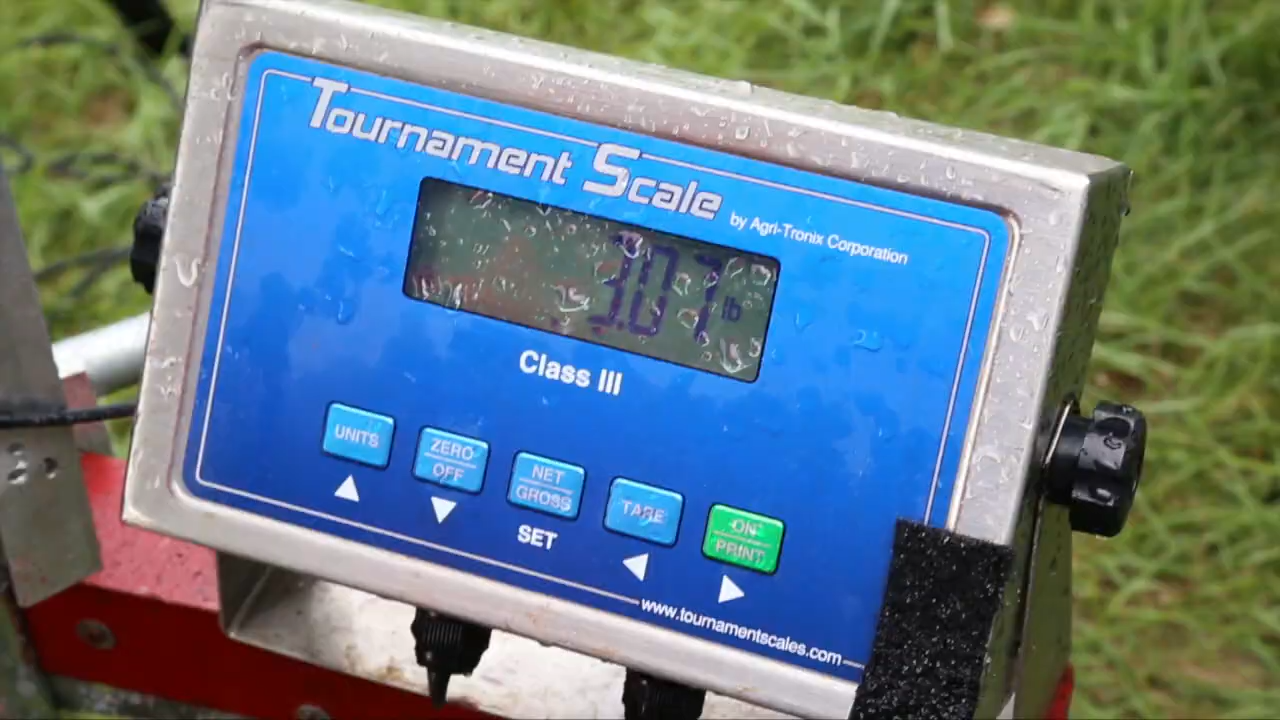 Tournament Scale
by Agri-Tronix Corporation
3.07 lb
Class III
UNITS
ZERO
OFF
NET
GROSS
TARE
ON
PRINT
SET
www.tournamentscales.com